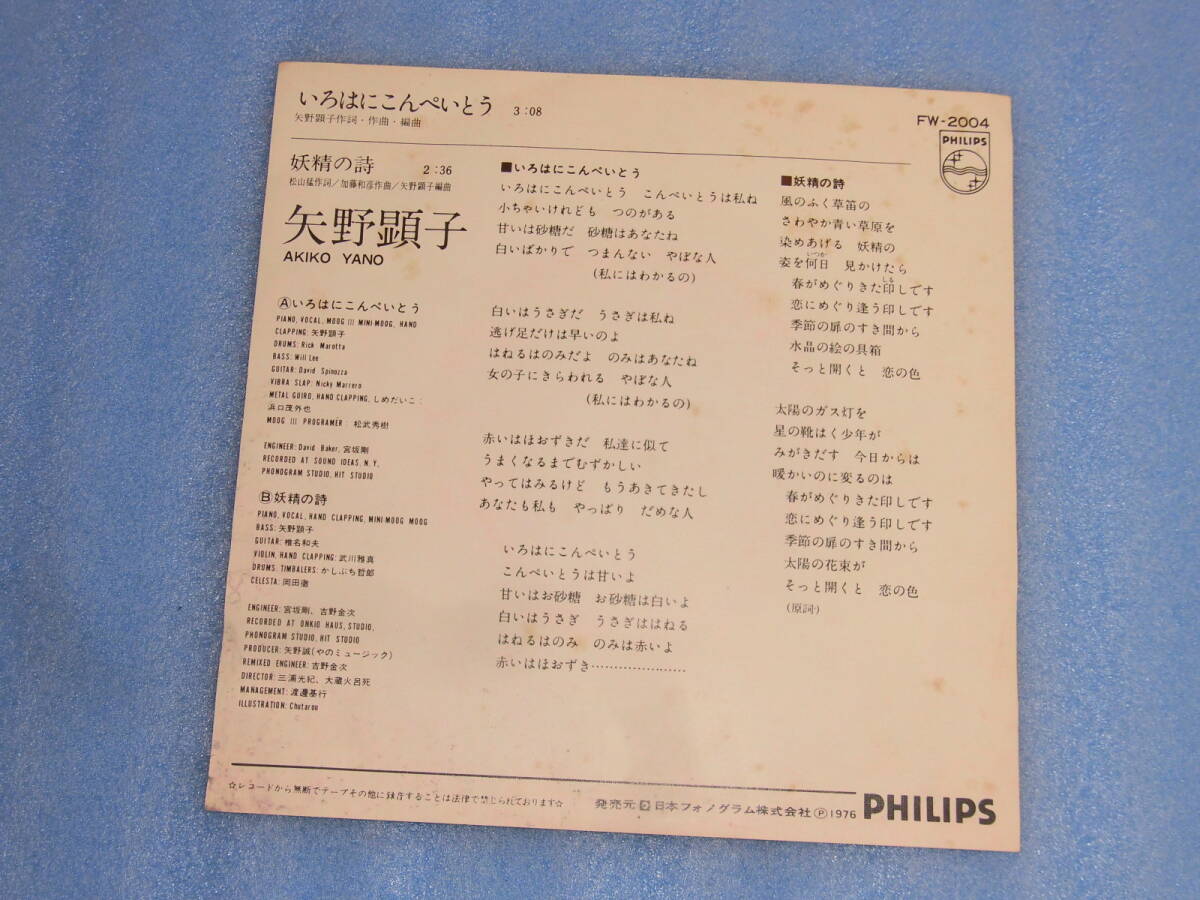 いろはにこんぺいとう 3:08
矢野顕子作詞・作曲・編曲
FW-2004
PHILIPS
妖精の詩 2:36
松山猛作詞/加藤和彦作曲/矢野顕子編曲
矢野顕子
AKIKO YANO
Ⓐいろはにこんぺいとう
PIANO, VOCAL, MOOG III MINI-MOOG, HAND
CLAPPING: 矢野顕子
DRUMS: Rick Marotta
BASS: Will Lee
GUITAR: David Spinozza
VIBRA SLAP: Nicky Marrero
METAL GUIRO, HAND CLAPPING, しめだいこ:
浜口茂外也
MOOG III PROGRAMER: 松武秀樹
ENGINEER: David Baker, 宮坂剛
RECORDED AT SOUND IDEAS, N.Y.
PHONOGRAM STUDIO, HIT STUDIO
Ⓑ妖精の詩
PIANO, VOCAL, HAND CLAPPING, MINI-MOOG MOOG
BASS: 矢野顕子
GUITAR: 椎名和夫
VIOLIN, HAND CLAPPING: 武川雅寛
DRUMS: TIMBALERS: かしぶち哲郎
CELESTA: 岡田徹
ENGINEER: 宮坂剛、吉野金次
RECORDED AT ONKIO HAUS, STUDIO,
PHONOGRAM STUDIO, HIT STUDIO
PRODUCER: 矢野誠(やのミュージック)
REMIXED ENGINEER: 吉野金次
DIRECTOR: 三浦光紀、大蔵火呂死
MANAGEMENT: 渡邊基行
ILLUSTRATION: Chutarou
■いろはにこんぺいとう
いろはにこんぺいとう こんぺいとうは私ね
小ちゃいけれども つのがある
甘いは砂糖だ 砂糖はあなたね
白いばかりで つまんない やぼな人
(私にはわかるの)
白いはうさぎだ うさぎは私ね
逃げ足だけは早いのよ
はねるはのみだよ のみはあなたね
女の子にきらわれる やぼな人
(私にはわかるの)
赤いはほおずきだ 私達に似て
うまくなるまでむずかしい
やってはみるけど もうあきてきたし
あなたも私も やっぱり だめな人
いろはにこんぺいとう
こんぺいとうは甘いよ
甘いはお砂糖 お砂糖は白いよ
白いはうさぎ うさぎははねる
はねるはのみ のみは赤いよ
赤いはほおずき…………………
■妖精の詩
風のふく草笛の
さわやか青い草原を
染めあげる 妖精の
姿を何日(いつか) 見かけたら
春がめぐりきた印(しる)しです
恋にめぐり逢う印しです
季節の扉のすき間から
水晶の絵の具箱
そっと開くと 恋の色
太陽のガス灯を
星の靴はく少年が
みがきだす 今日からは
暖かいのに変るのは
春がめぐりきた印しです
恋にめぐり逢う印しです
季節の扉のすき間から
太陽の花束が
そっと開くと 恋の色
(原詞)
☆レコードから無断でテープその他に録音することは法律で禁じられております☆
発売元 日本フォノグラム株式会社 Ⓟ1976 PHILIPS